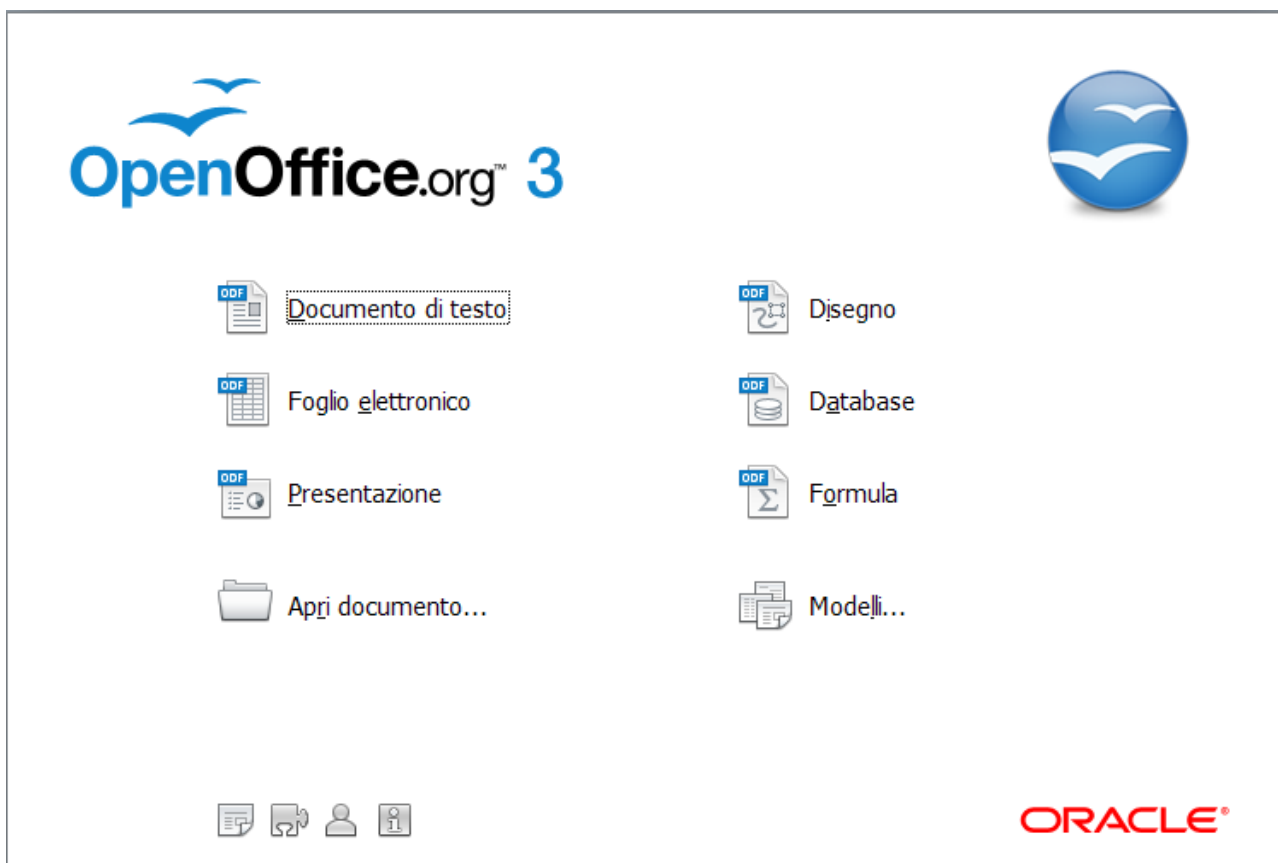 OpenOffice.org™ 3
ODF Documento di testo
ODF Disegno
ODF Foglio elettronico
ODF Database
ODF Presentazione
ODF Formula
Apri documento...
Modelli...
ORACLE®